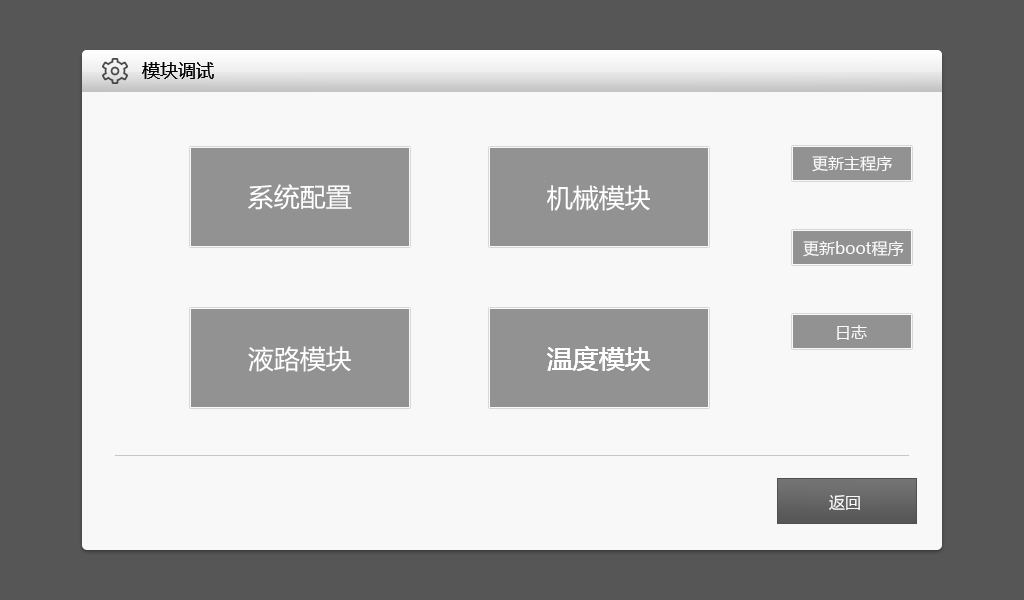 模块调试
系统配置
机械模块
更新主程序
更新boot程序
液路模块
温度模块
日志
返回